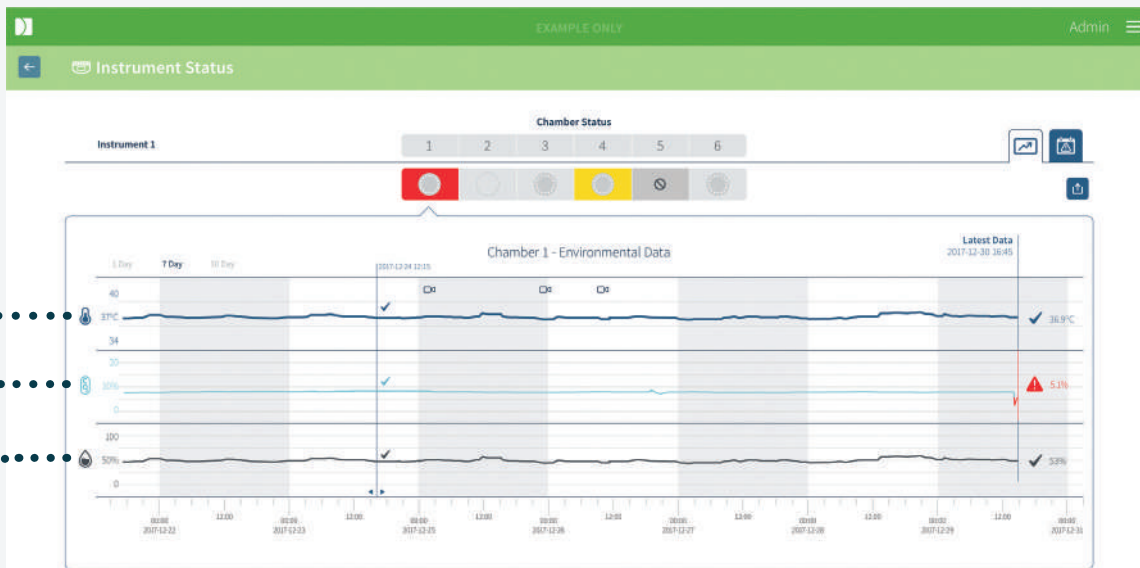 EXAMPLE ONLY
Admin
Instrument Status
Chamber Status
Instrument 1
1 2 3 4 5 6
Latest Data
2017-12-30 16:45
Chamber 1 - Environmental Data
1 Day 7 Day 10 Day
2017-12-24 12:15
40
37°C
36.9°C
34
20
10%
5.1%
0
100
50%
53%
0
00:00 12:00 00:00 12:00 00:00 12:00 00:00 12:00 00:00 12:00 00:00 12:00 00:00 12:00 00:00
2017-12-22 2017-12-23 2017-12-25 2017-12-26 2017-12-27 2017-12-28 2017-12-29 2017-12-31